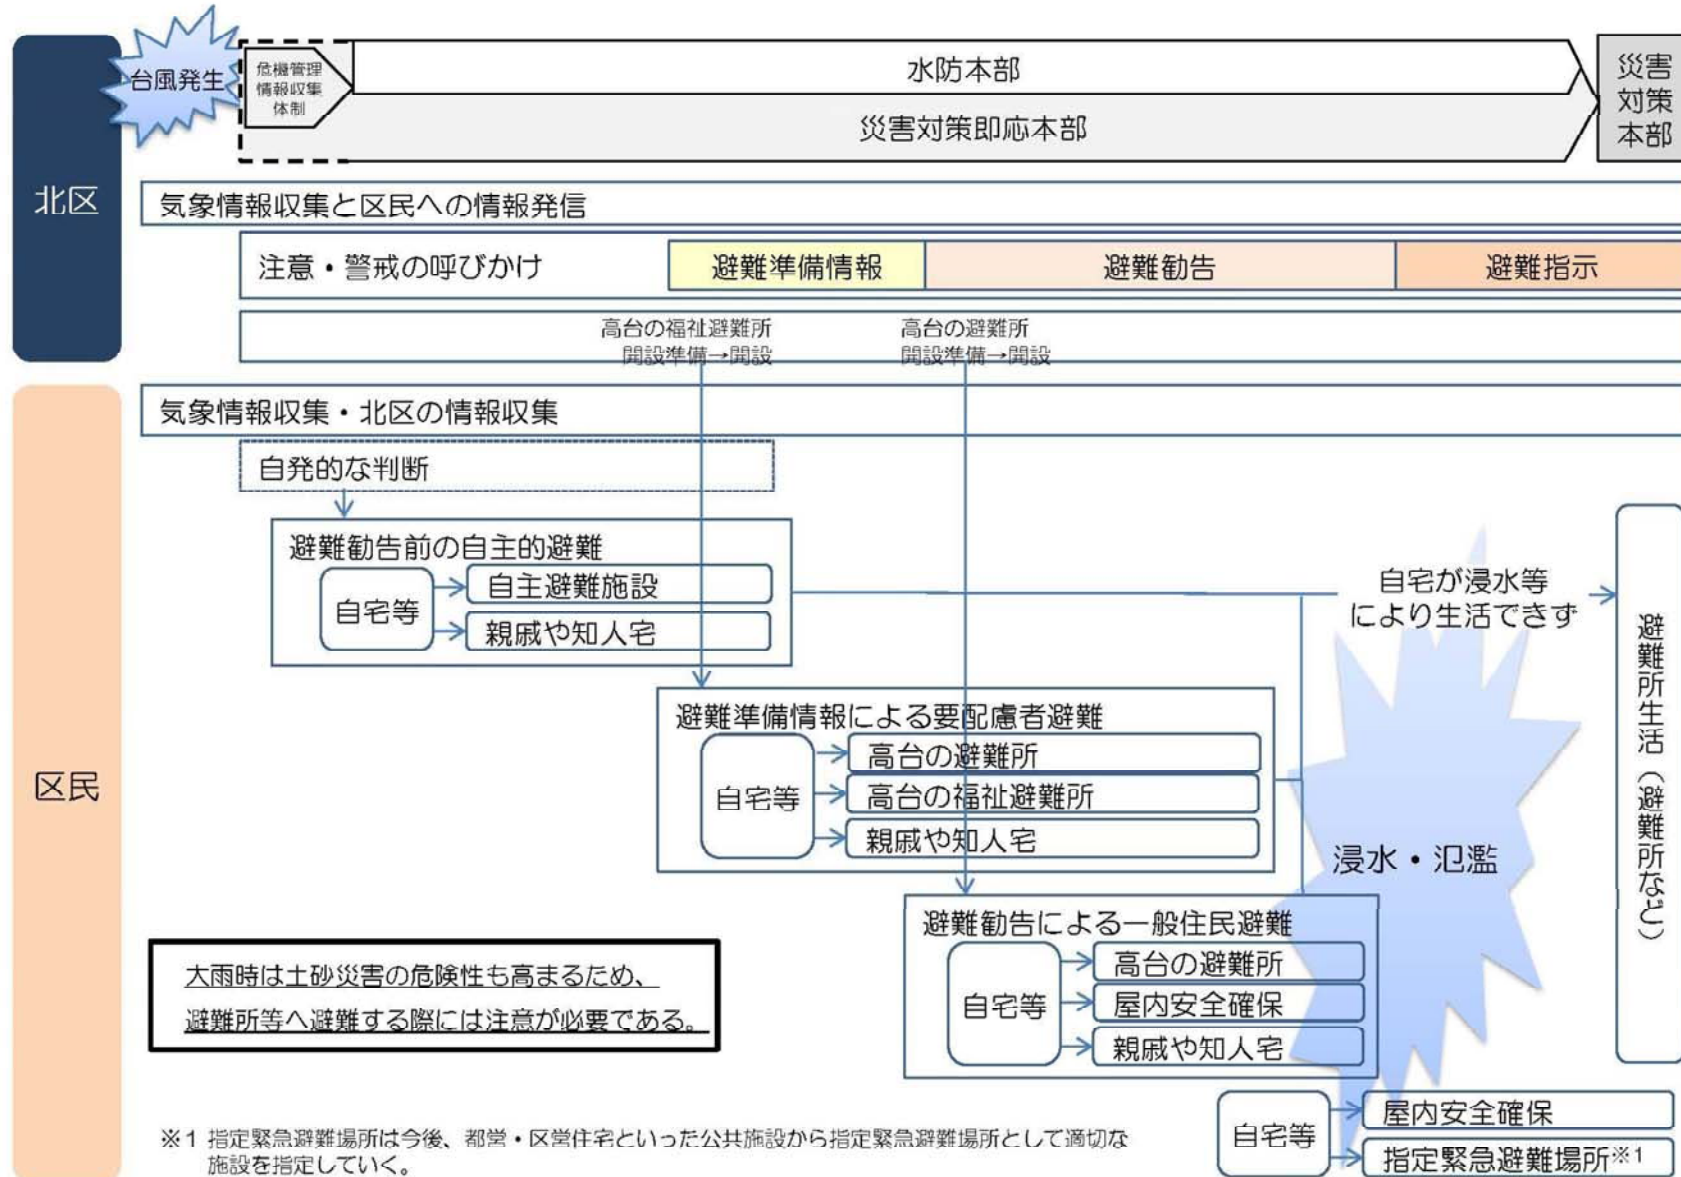 台風発生
危機管理
情報収集
体制
水防本部
災害対策即応本部
災害
対策
本部
北区
気象情報収集と区民への情報発信
注意・警戒の呼びかけ
避難準備情報
避難勧告
避難指示
高台の福祉避難所
開設準備→開設
高台の避難所
開設準備→開設
区民
気象情報収集・北区の情報収集
自発的な判断
避難勧告前の自主的避難
自宅等
自主避難施設
親戚や知人宅
自宅が浸水等
により生活できず
避難所生活（避難所など）
避難準備情報による要配慮者避難
自宅等
高台の避難所
高台の福祉避難所
親戚や知人宅
浸水・氾濫
避難勧告による一般住民避難
自宅等
高台の避難所
屋内安全確保
親戚や知人宅
大雨時は土砂災害の危険性も高まるため、
避難所等へ避難する際には注意が必要である。
自宅等
屋内安全確保
指定緊急避難場所※1
※1 指定緊急避難場所は今後、都営・区営住宅といった公共施設から指定緊急避難場所として適切な
施設を指定していく。